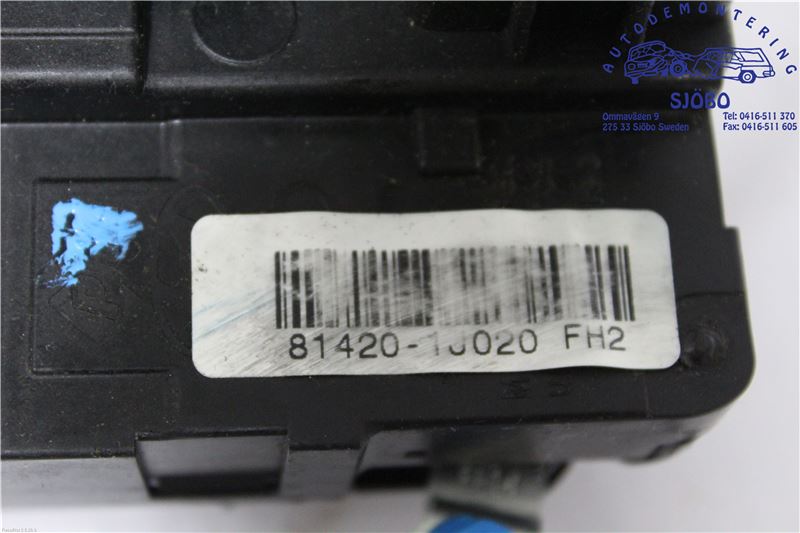 AUTODEMONTERING
SJÖBO
Ommavägen 9
275 33 Sjöbo Sweden
Tel: 0416-511 370
Fax: 0416-511 605
81420-1J020 FH2